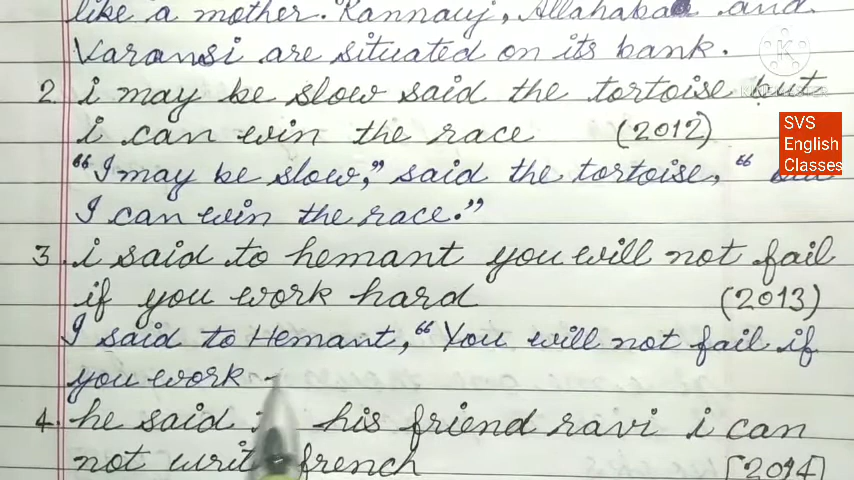 like a mother. Kannauj, Allahabad and
Varansi are situated on its bank.
2. i may be slow said the tortoise but
i can win the race (2012)
"I may be slow," said the tortoise, "but
I can win the race."
3. i said to hemant you will not fail
if you work hard (2013)
I said to Hemant, "You will not fail if
you work
4. he said his friend ravi i can
not write french [2014]
SVS
English
Classes